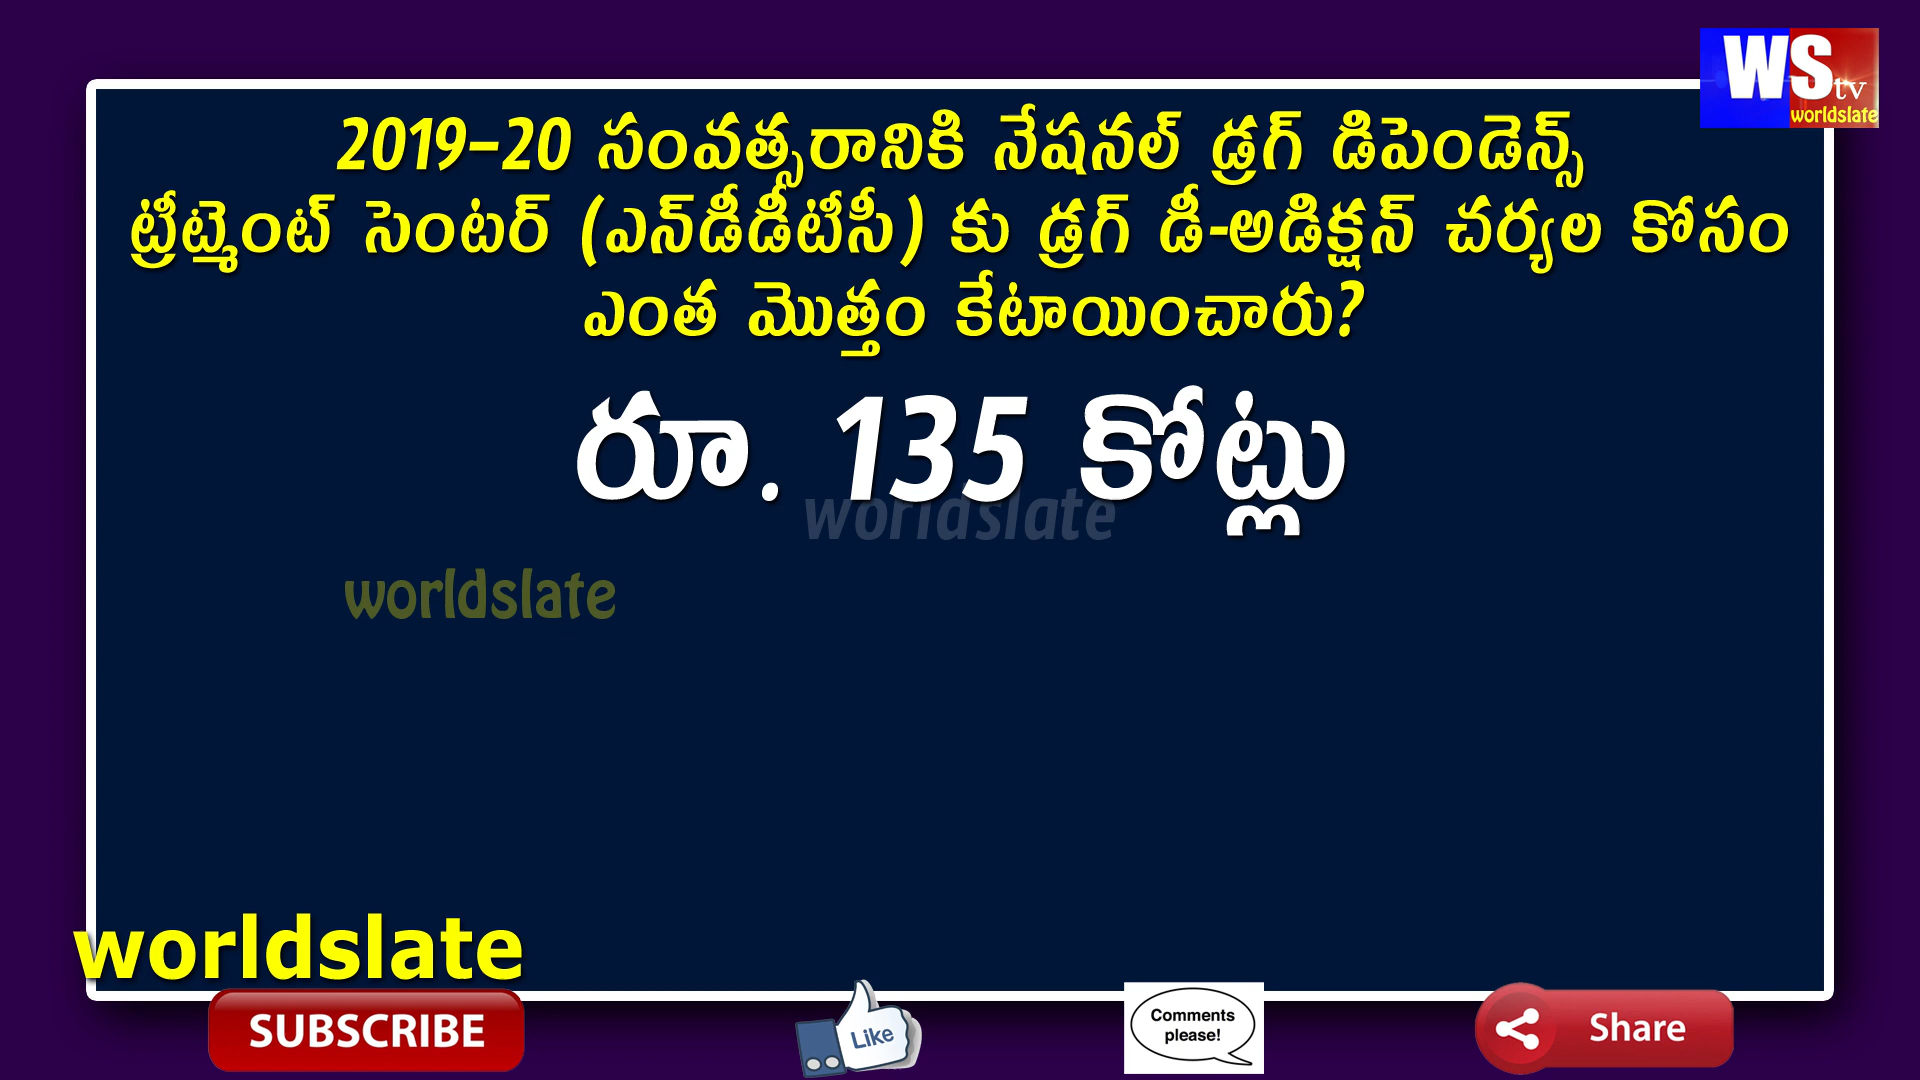 WS tv
worldslate
2019-20 సంవత్సరానికి నేషనల్ డ్రగ్ డిపెండెన్స్
ట్రీట్మెంట్ సెంటర్ (ఎన్‌డీడీటీసీ) కు డ్రగ్ డీ-అడిక్షన్ చర్యల కోసం
ఎంత మొత్తం కేటాయించారు?
రూ. 135 కోట్లు
worldslate
worldslate
worldslate
SUBSCRIBE
Like
Comments
please!
Share